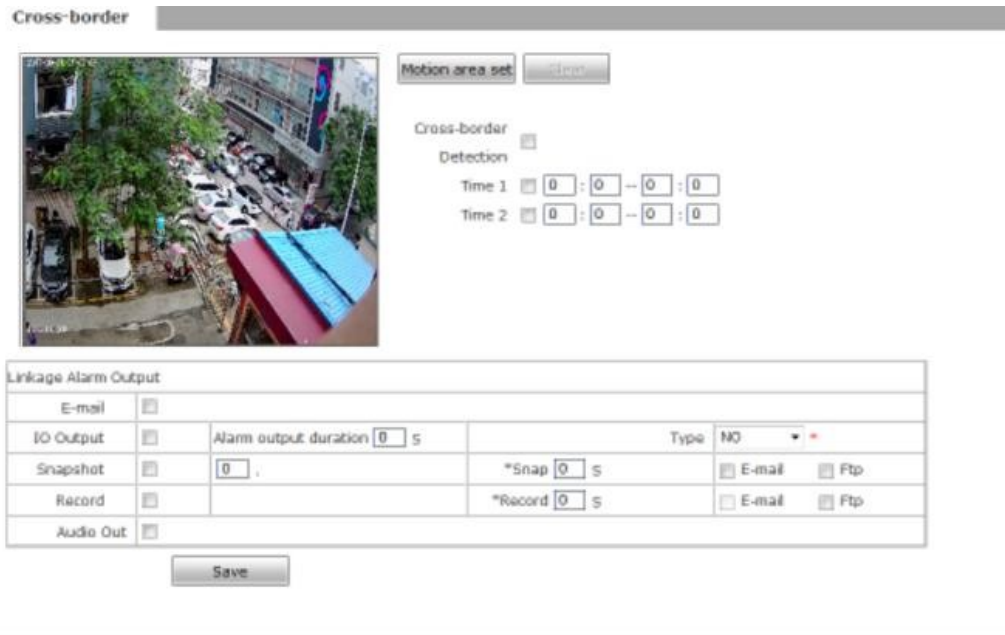 Cross-border
Motion area set Clear
Cross-border
Detection
Time 1 0 : 0 -- 0 : 0
Time 2 0 : 0 -- 0 : 0
Linkage Alarm Output
E-mail
IO Output Alarm output duration 0 S Type NO *
Snapshot 0 . *Snap 0 S E-mail Ftp
Record *Record 0 S E-mail Ftp
Audio Out
Save